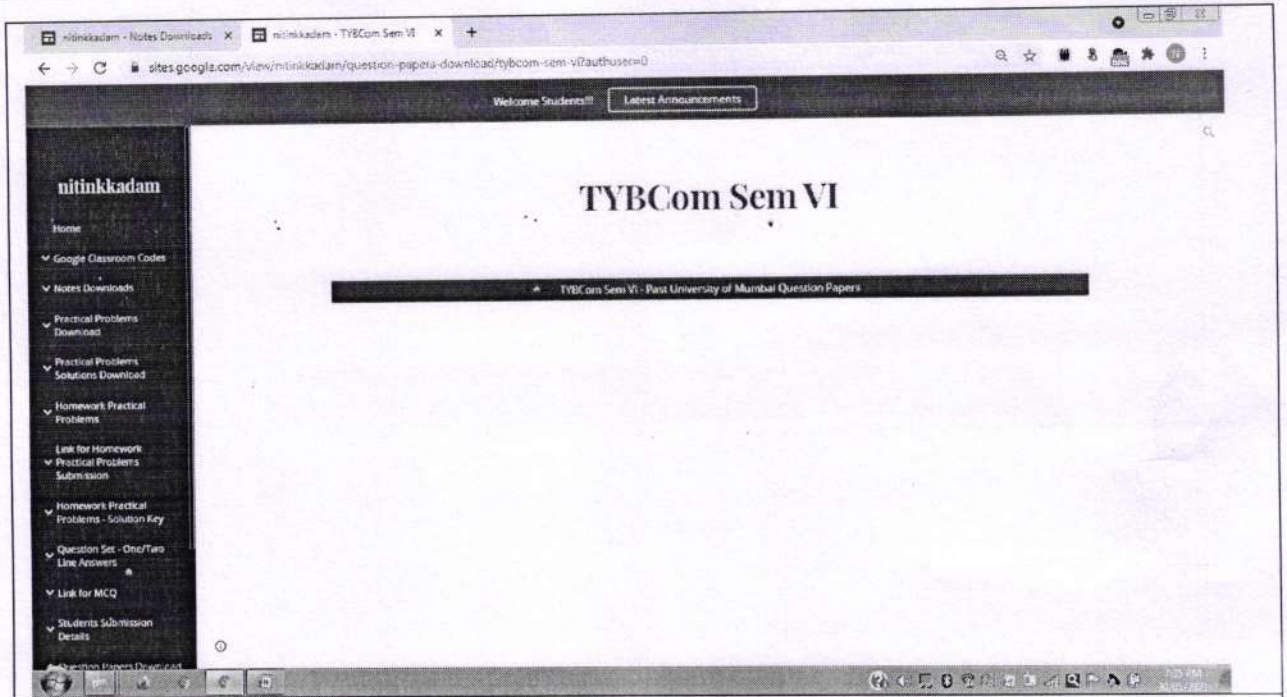 nitinkkadam - Notes Downloads
nitinkkadam - TYBCom Sem VI
sites.google.com/view/nitinkkadam/question-papers-download/tybcom-sem-vi?authuser=0
Welcome Students!!! Latest Announcements
nitinkkadam
TYBCom Sem VI
Home
Google Classroom Codes
Notes Downloads
TYBCom Sem VI - Past University of Mumbai Question Papers
Practical Problems
Download
Practical Problems
Solutions Download
Homework Practical
Problems
Link for Homework
Practical Problems
Submission
Homework Practical
Problems - Solution Key
Question Set - One/Two
Line Answers
Link for MCQ
Students Submission
Details
Question Papers Download